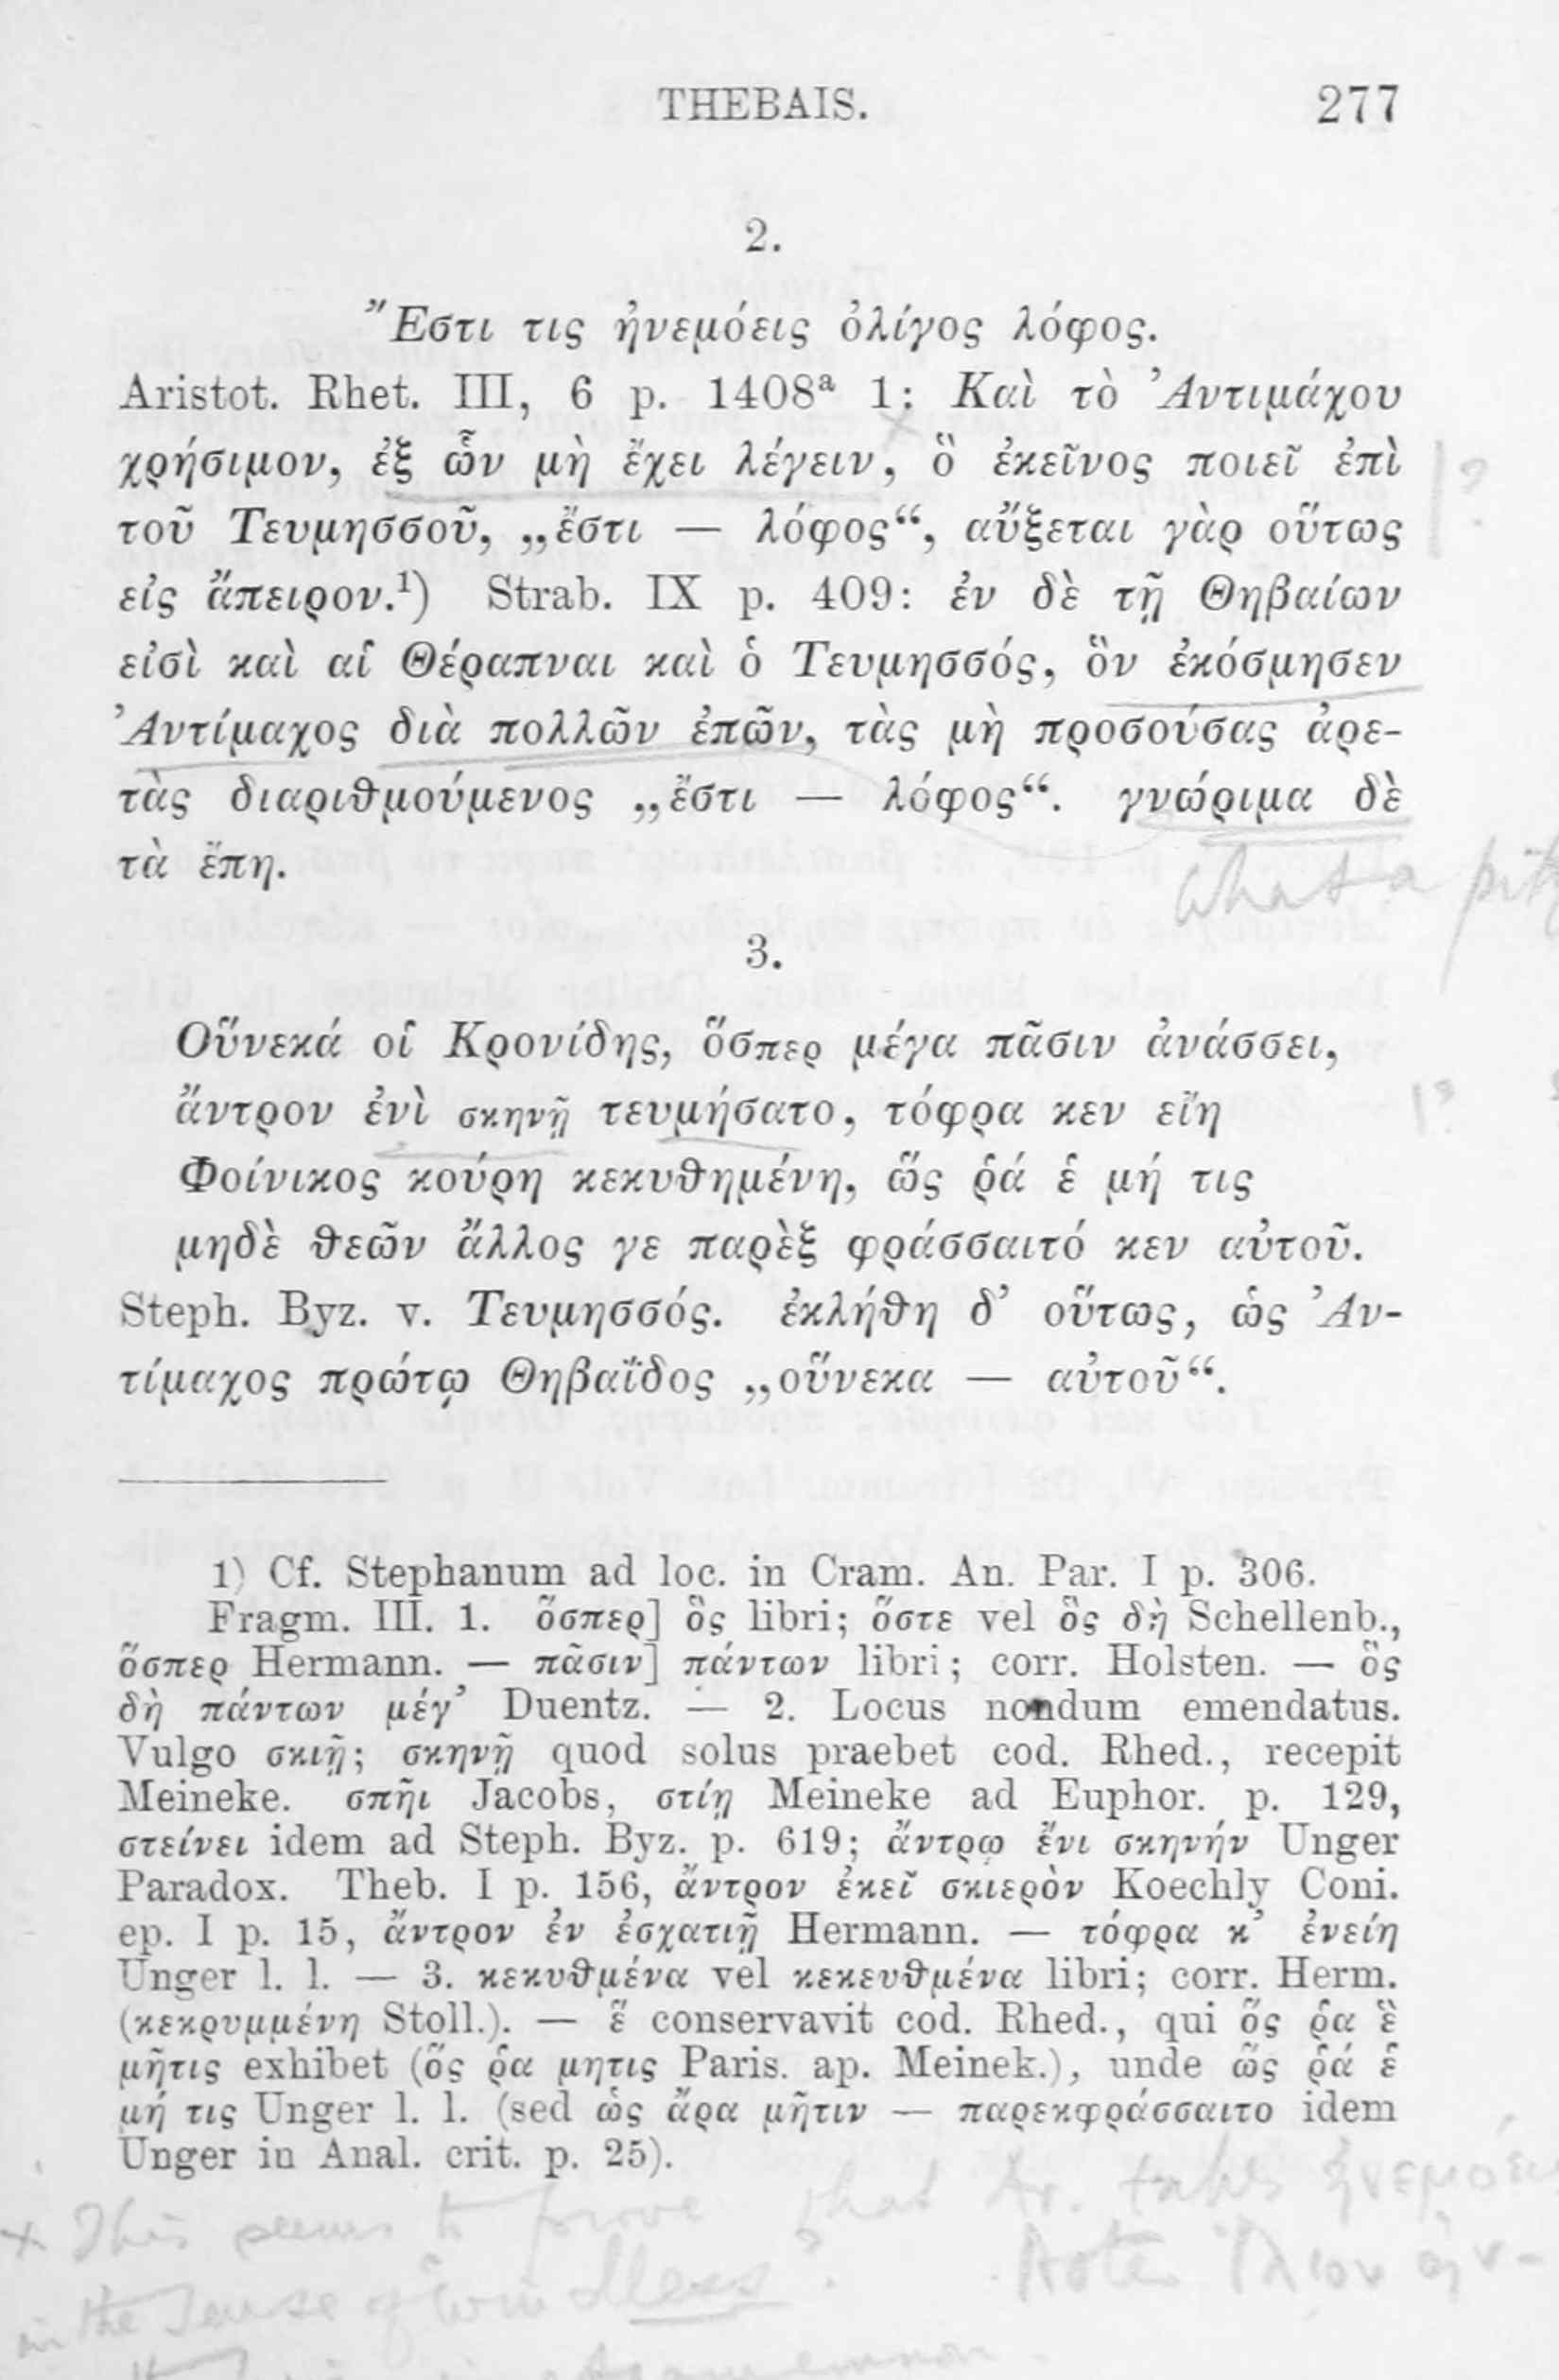 THEBAIS. 277
2.
Ἔστι τις ἠνεμόεις ὀλίγος λόφος.
Aristot. Rhet. III, 6 p. 1408ᵃ 1: Καὶ τὸ Ἀντιμάχου
χρήσιμον, ἐξ ὧν μὴ ἔχει λέγειν, ὃ ἐκεῖνος ποιεῖ ἐπὶ
τοῦ Τευμησσοῦ, „ἔστι — λόφος“, αὔξεται γὰρ οὕτως
εἰς ἄπειρον.¹) Strab. IX p. 409: ἐν δὲ τῇ Θηβαίων
εἰσὶ καὶ αἱ Θέραπναι καὶ ὁ Τευμησσός, ὃν ἐκόσμησεν
Ἀντίμαχος διὰ πολλῶν ἐπῶν, τὰς μὴ προσούσας ἀρε-
τὰς διαριθμούμενος „ἔστι — λόφος“. γνώριμα δὲ
τὰ ἔπη.
what a pity
3.
Οὕνεκά οἱ Κρονίδης, ὅσπερ μέγα πᾶσιν ἀνάσσει,
ἄντρον ἐνὶ σκηνῇ τευμήσατο, τόφρα κεν εἴη
Φοίνικος κούρη κεκυθημένη, ὥς ῥά ἑ μή τις
μηδὲ θεῶν ἄλλος γε παρὲξ φράσσαιτό κεν αὐτοῦ.
Steph. Byz. v. Τευμησσός. ἐκλήθη δ’ οὕτως, ὡς Ἀν-
τίμαχος πρώτῳ Θηβαΐδος „οὕνεκα — αὐτοῦ“.
1) Cf. Stephanum ad loc. in Cram. An. Par. I p. 306.
Fragm. III. 1. ὅσπερ] ὃς libri; ὅστε vel ὃς δὴ Schellenb.,
ὅσπερ Hermann. — πᾶσιν] πάντων libri; corr. Holsten. — ὃς
δὴ πάντων μέγ’ Duentz. — 2. Locus nondum emendatus.
Vulgo σκιῇ; σκηνῇ quod solus praebet cod. Rhed., recepit
Meineke. σπῆι Jacobs, στίῃ Meineke ad Euphor. p. 129,
στείνει idem ad Steph. Byz. p. 619; ἄντρῳ ἔνι σκηνήν Unger
Paradox. Theb. I p. 156, ἄντρον ἐκεῖ σκιερὸν Koechly Coni.
ep. I p. 15, ἄντρον ἐν ἐσχατιῇ Hermann. — τόφρα κ’ ἐνείη
Unger l. l. — 3. κεκυθμένα vel κεκευθμένα libri; corr. Herm.
(κεκρυμμένη Stoll.). — ἕ conservavit cod. Rhed., qui ὅς ῥα ἓ
μῆτις exhibet (ὅς ῥα μητις Paris. ap. Meinek.), unde ὥς ῥά ἑ
μή τις Unger l. l. (sed ὡς ἄρα μῆτιν — παρεκφράσσαιτο idem
Unger in Anal. crit. p. 25).
x This seems to prove that Ar. takes ἠνεμόεις
in the sense of "windless". Note Ἴλιον ἠν-